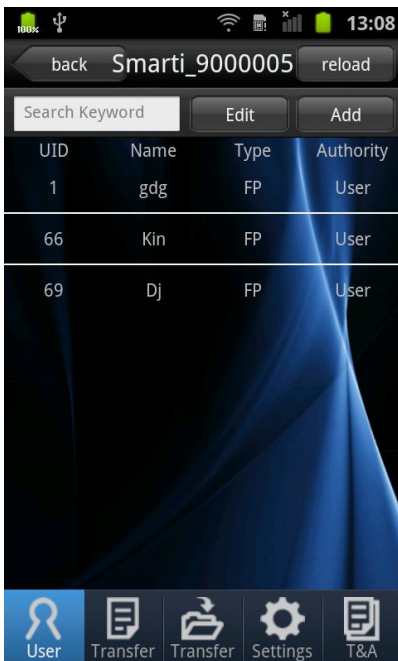 100%
13:08
back Smarti_9000005 reload
Search Keyword Edit Add
UID Name Type Authority
1 gdg FP User
66 Kin FP User
69 Dj FP User
User Transfer Transfer Settings T&A